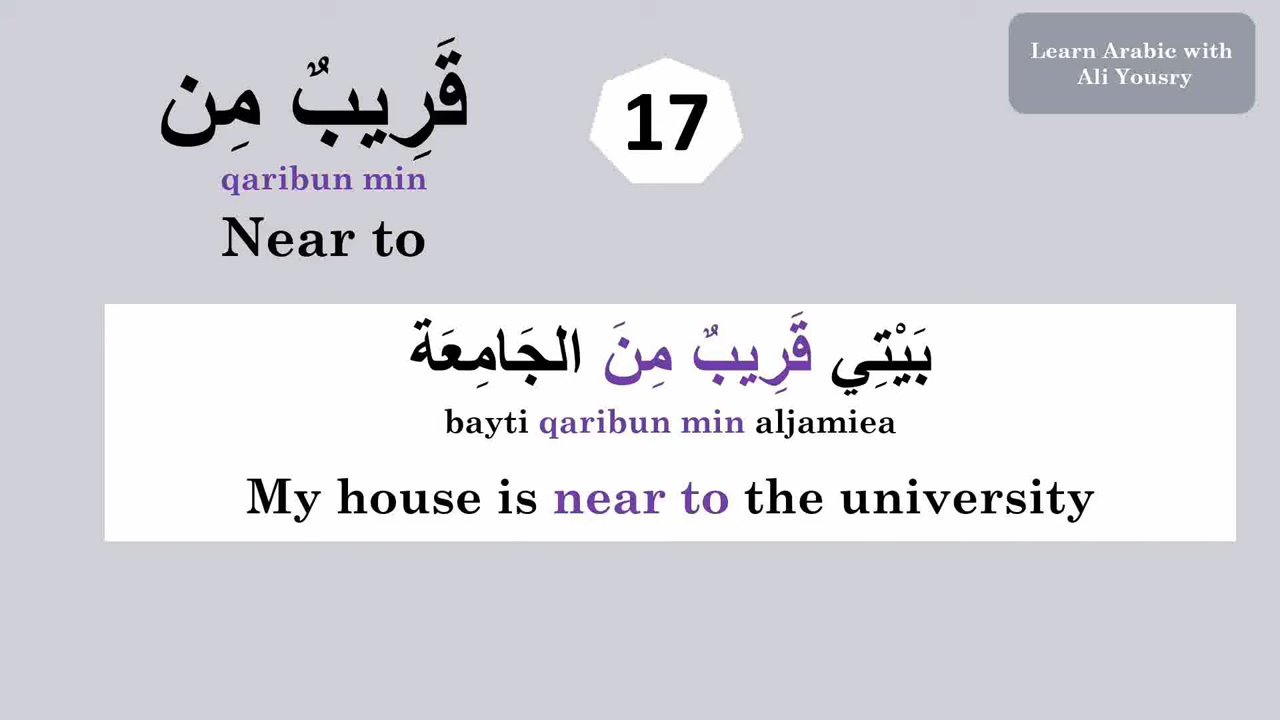 قَرِيبٌ مِن
qaribun min
Near to
17
Learn Arabic with
Ali Yousry
بَيْتِي قَرِيبٌ مِنَ الجَامِعَة
bayti qaribun min aljamiea
My house is near to the university